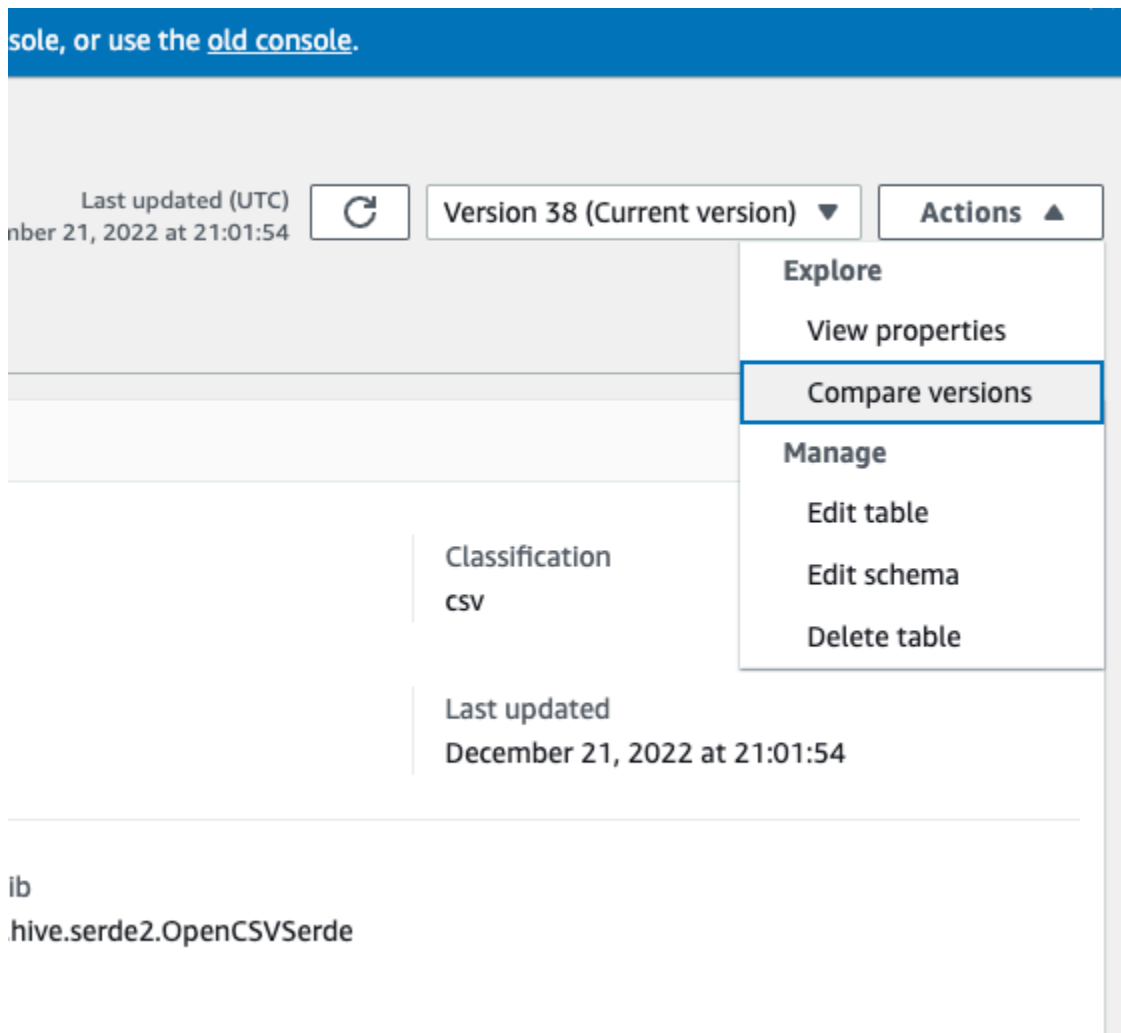 sole, or use the old console.
Last updated (UTC)
nber 21, 2022 at 21:01:54
Version 38 (Current version)
Actions
Explore
View properties
Compare versions
Manage
Edit table
Edit schema
Delete table
Classification
csv
Last updated
December 21, 2022 at 21:01:54
ib
.hive.serde2.OpenCSVSerde